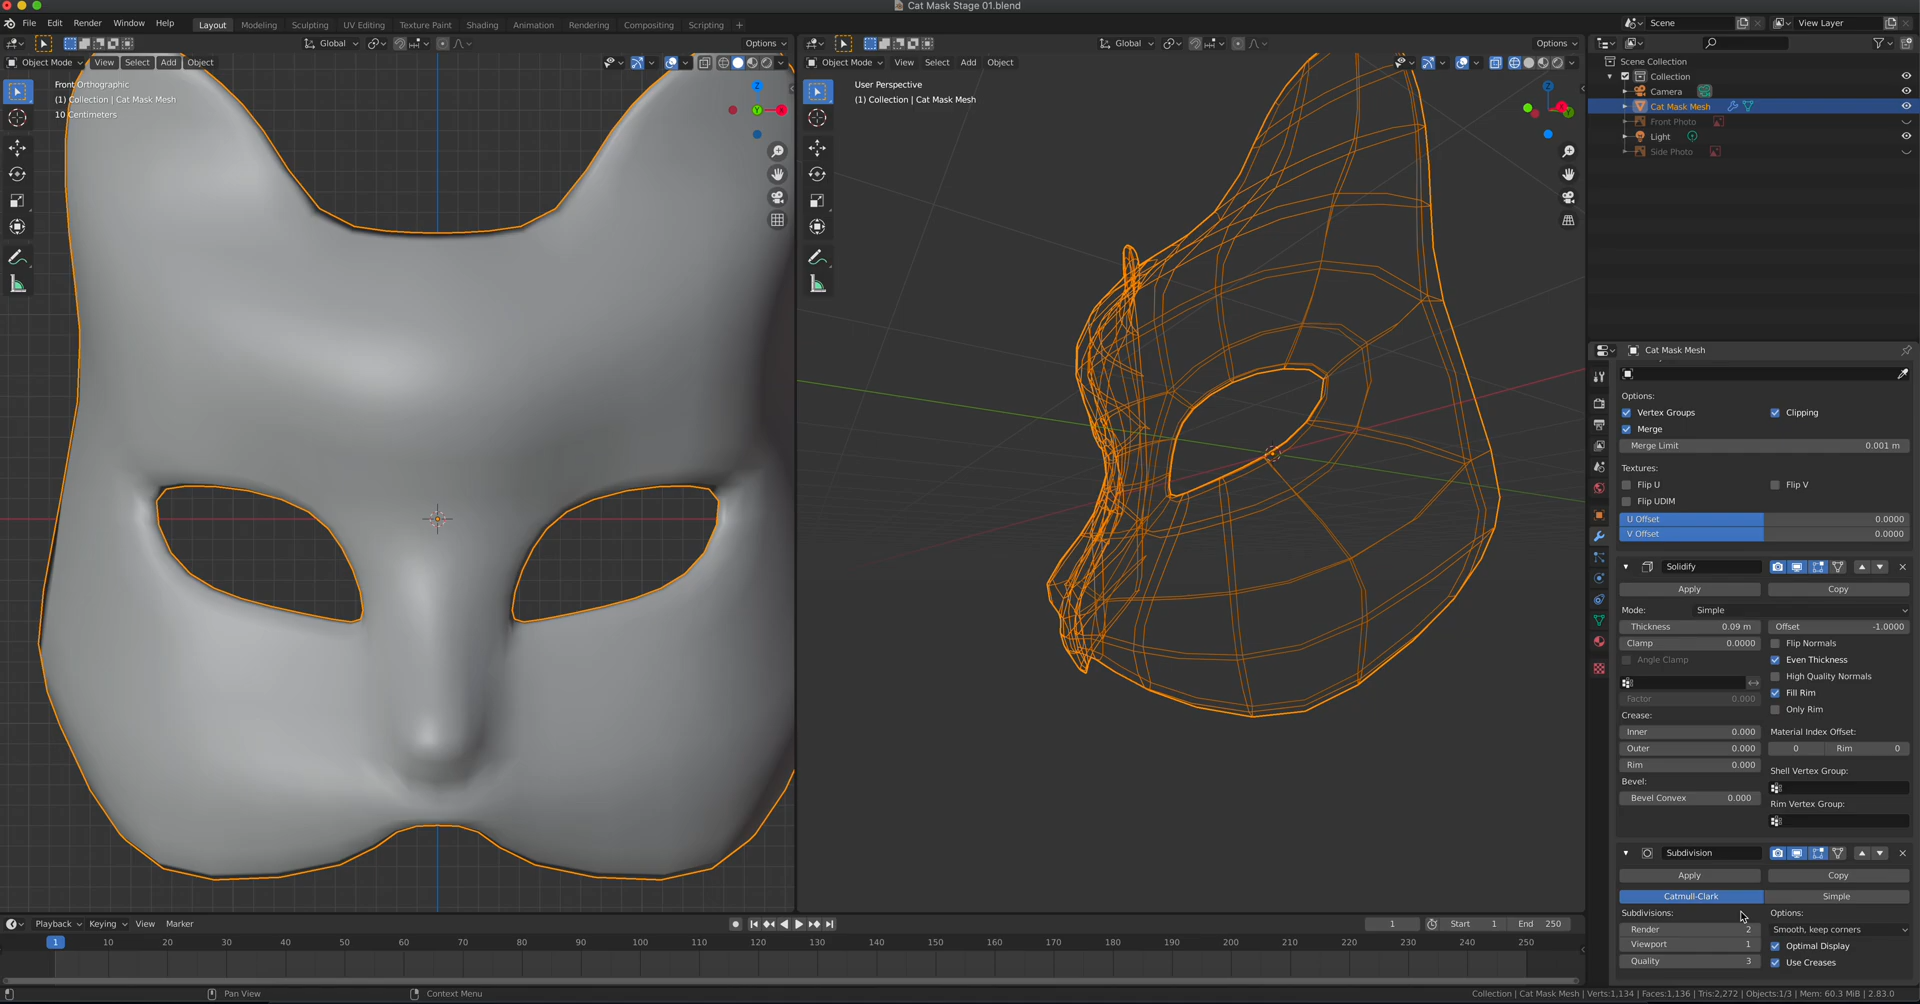 Cat Mask Stage 01.blend
File Edit Render Window Help Layout Modeling Sculpting UV Editing Texture Paint Shading Animation Rendering Compositing Scripting + Scene View Layer
Global Options Global Options
Object Mode View Select Add Object Object Mode View Select Add Object
Front Orthographic
(1) Collection | Cat Mask Mesh
10 Centimeters
Z
Y
X
User Perspective
(1) Collection | Cat Mask Mesh
Scene Collection
Collection
Camera
Cat Mask Mesh
Front Photo
Light
Side Photo
Cat Mask Mesh
Options:
Vertex Groups Clipping
Merge
Merge Limit 0.001 m
Textures:
Flip U Flip V
Flip UDIM
U Offset 0.0000
V Offset 0.0000
Solidify
Apply Copy
Mode: Simple
Thickness 0.09 m Offset -1.0000
Clamp 0.0000 Flip Normals
Angle Clamp Even Thickness
High Quality Normals
Factor 0.000 Fill Rim
Only Rim
Crease:
Inner 0.000 Material Index Offset:
Outer 0.000 0 Rim 0
Rim 0.000 Shell Vertex Group:
Bevel:
Bevel Convex 0.000 Rim Vertex Group:
Subdivision
Apply Copy
Catmull-Clark Simple
Subdivisions: Options:
Render 2 Smooth, keep corners
Viewport 1 Optimal Display
Quality 3 Use Creases
Playback Keying View Marker 1 Start 1 End 250
1 10 20 30 40 50 60 70 80 90 100 110 120 130 140 150 160 170 180 190 200 210 220 230 240 250
Pan View Context Menu Collection | Cat Mask Mesh | Verts:1,134 | Faces:1,136 | Tris:2,272 | Objects:1/3 | Mem: 60.3 MiB | 2.83.0